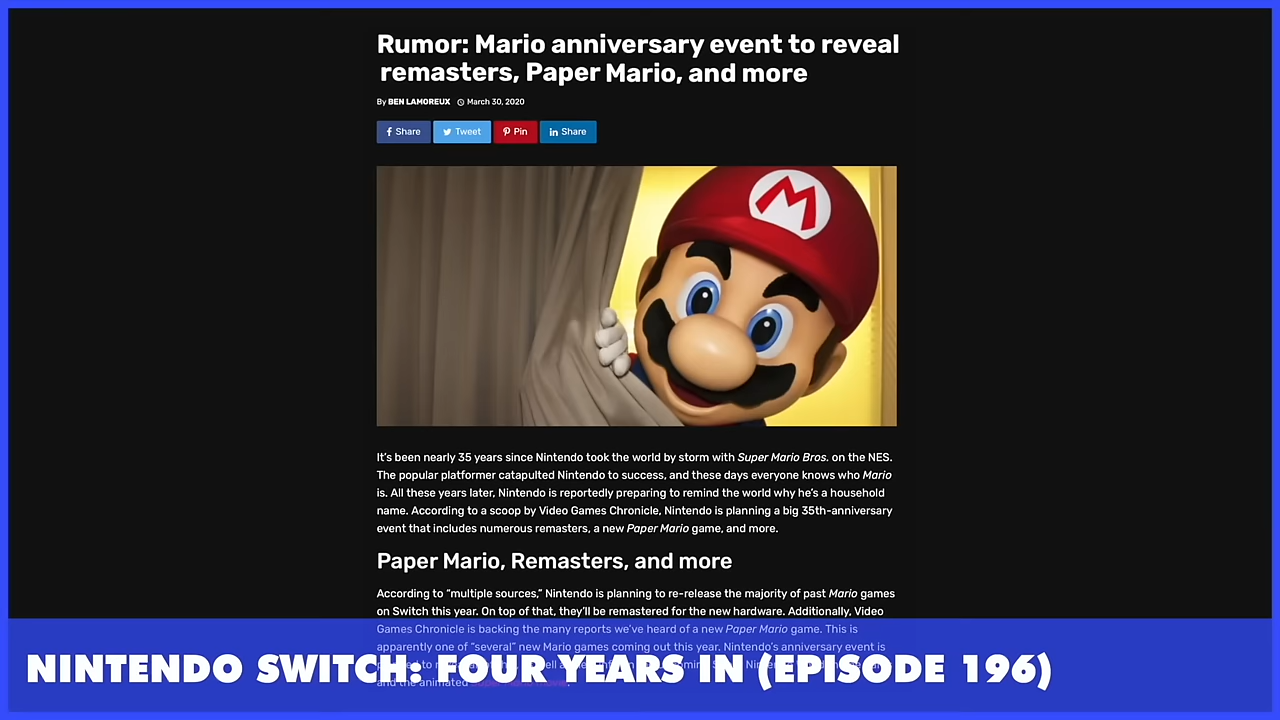 Rumor: Mario anniversary event to reveal
remasters, Paper Mario, and more
By BEN LAMOREUX March 30, 2020
Share Tweet Pin Share
M
It's been nearly 35 years since Nintendo took the world by storm with Super Mario Bros. on the NES.
The popular platformer catapulted Nintendo to success, and these days everyone knows who Mario
is. All these years later, Nintendo is reportedly preparing to remind the world why he's a household
name. According to a scoop by Video Games Chronicle, Nintendo is planning a big 35th-anniversary
event that includes numerous remasters, a new Paper Mario game, and more.
Paper Mario, Remasters, and more
According to "multiple sources," Nintendo is planning to re-release the majority of past Mario games
on Switch this year. On top of that, they'll be remastered for the new hardware. Additionally, Video
Games Chronicle is backing the many reports we've heard of a new Paper Mario game. This is
apparently one of "several" new Mario games coming out this year. Nintendo's anniversary event is
and the animated
NINTENDO SWITCH: FOUR YEARS IN (EPISODE 196)